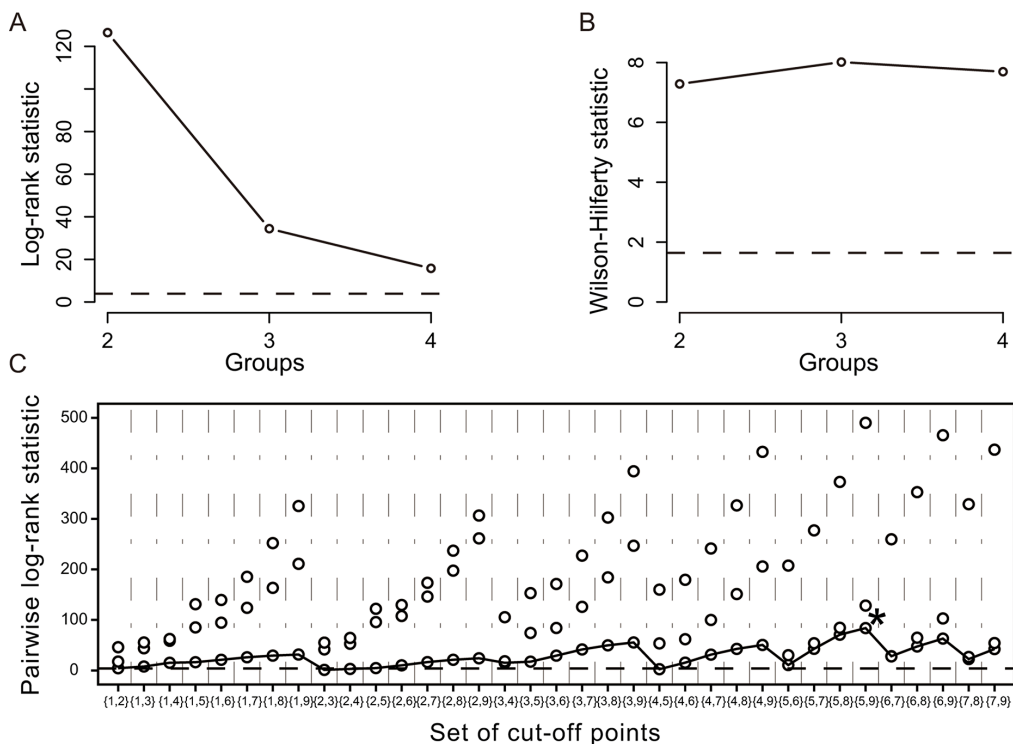 A
Log-rank statistic
120
80
60
40
20
0
2
3
4
Groups
B
Wilson-Hilferty statistic
8
6
4
2
0
2
3
4
Groups
C
Pairwise log-rank statistic
500
400
300
200
100
0
*
{1,2} {1,3} {1,4} {1,5} {1,6} {1,7} {1,8} {1,9} {2,3} {2,4} {2,5} {2,6} {2,7} {2,8} {2,9} {3,4} {3,5} {3,6} {3,7} {3,8} {3,9} {4,5} {4,6} {4,7} {4,8} {4,9} {5,6} {5,7} {5,8} {5,9} {6,7} {6,8} {6,9} {7,8} {7,9}
Set of cut-off points